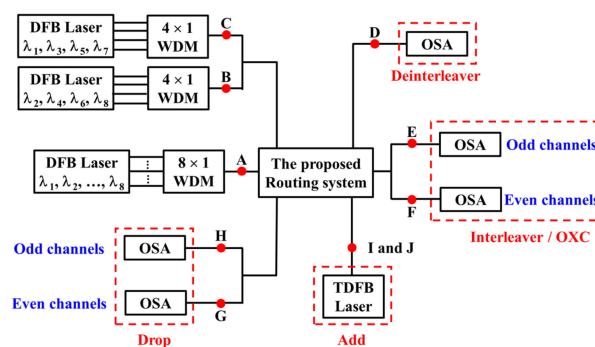 DFB Laser
λ1, λ3, λ5, λ7
4 × 1
WDM
C
DFB Laser
λ2, λ4, λ6, λ8
4 × 1
WDM
B
D
OSA
Deinterleaver
DFB Laser
λ1, λ2, ..., λ8
8 × 1
WDM
A
The proposed
Routing system
E
OSA
Odd channels
F
OSA
Even channels
Interleaver / OXC
Odd channels
OSA
H
Even channels
OSA
G
Drop
I and J
TDFB
Laser
Add